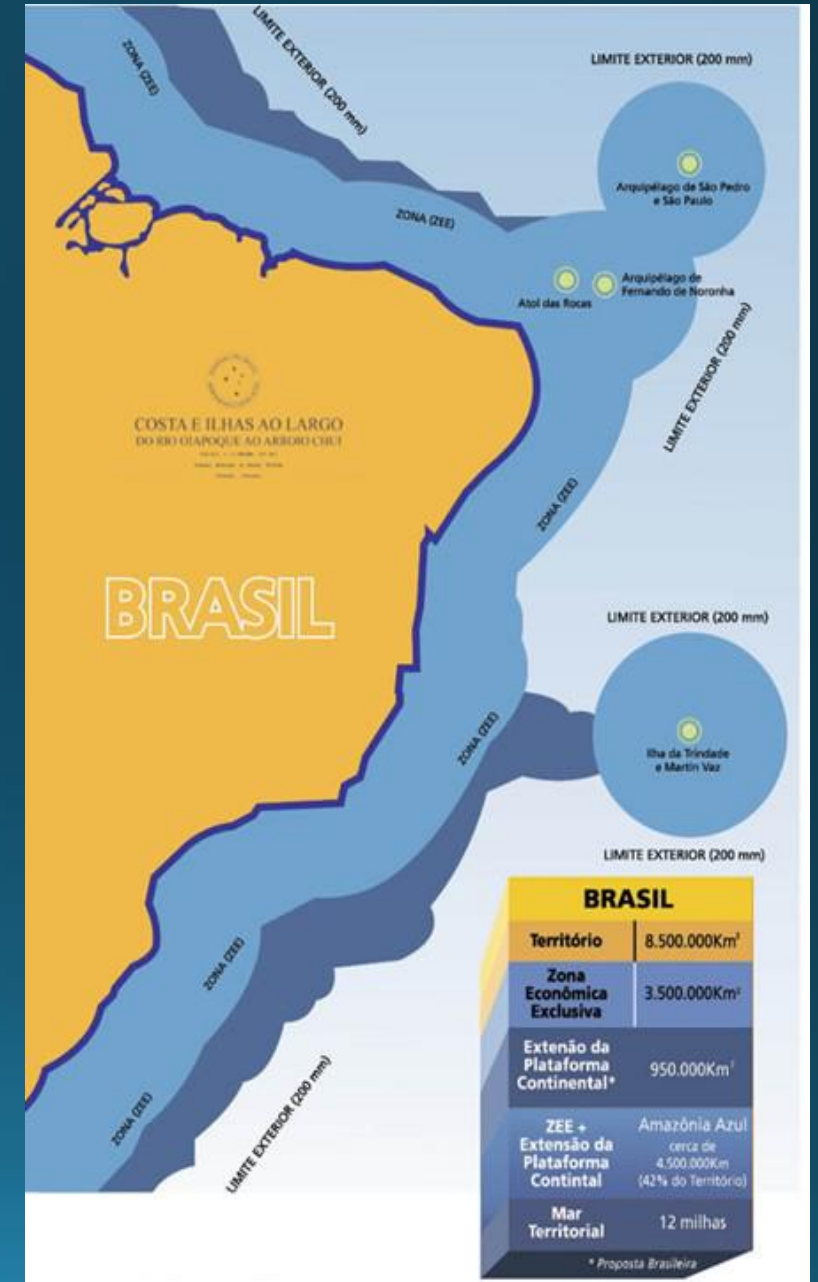 LIMITE EXTERIOR (200 mm)
ZONA (ZEE)
LIMITE EXTERIOR (200 mm)
Arquipélago de São Pedro
e São Paulo
ZONA (ZEE)
Atol das Rocas
Arquipélago de
Fernando de Noronha
LIMITE EXTERIOR (200 mm)
COSTA E ILHAS AO LARGO
DO RIO OIAPOQUE AO ARROIO CHUI
ZONA (ZEE)
BRASIL
LIMITE EXTERIOR (200 mm)
ZONA (ZEE)
Ilha da Trindade
e Martin Vaz
LIMITE EXTERIOR (200 mm)
ZONA (ZEE)
ZONA (ZEE)
LIMITE EXTERIOR (200 mm)
BRASIL
Território 8.500.000Km²
Zona
Econômica 3.500.000Km²
Exclusiva
Extenão da
Plataforma 950.000Km²
Continental*
ZEE + Amazônia Azul
Extensão da cerca de
Plataforma 4.500.000Km
Contintal (42% do Território)
Mar
Territorial 12 milhas
* Proposta Brasileira